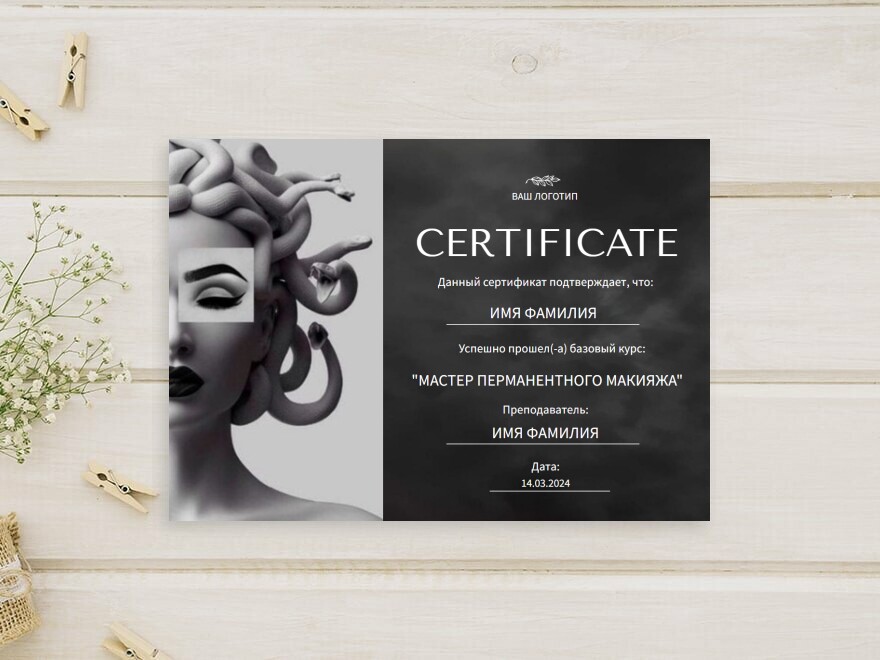 ВАШ ЛОГОТИП
CERTIFICATE
Данный сертификат подтверждает, что:
ИМЯ ФАМИЛИЯ
Успешно прошел(-а) базовый курс:
"МАСТЕР ПЕРМАНЕНТНОГО МАКИЯЖА"
Преподаватель:
ИМЯ ФАМИЛИЯ
Дата:
14.03.2024